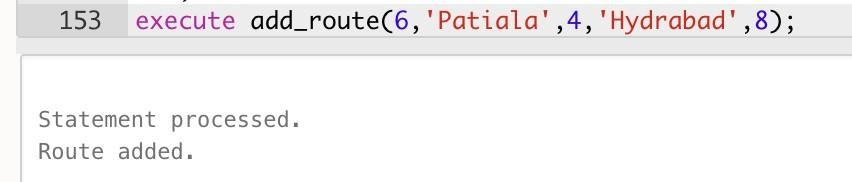 153 execute add_route(6,'Patiala',4,'Hydrabad',8);
Statement processed.
Route added.